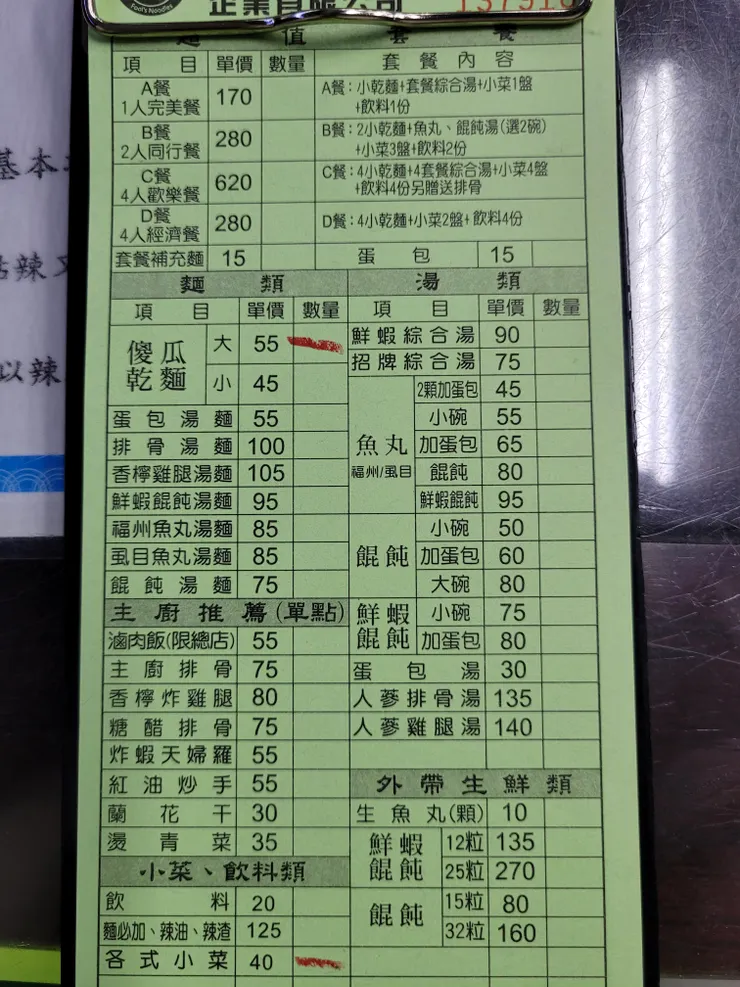 Fool's Noodles
企業有限公司 137918
超值套餐
項目 單價 數量 套餐內容
A餐 1人完美餐 170 A餐:小乾麵+套餐綜合湯+小菜1盤+飲料1份
B餐 2人同行餐 280 B餐:2小乾麵+魚丸、餛飩湯(選2碗)+小菜3盤+飲料2份
C餐 4人歡樂餐 620 C餐:4小乾麵+4套餐綜合湯+小菜4盤+飲料4份另贈送排骨
D餐 4人經濟餐 280 D餐:4小乾麵+小菜2盤+飲料4份
套餐補充麵 15 蛋包 15
麵類
項目 單價 數量
傻瓜乾麵 大 55
小 45
蛋包湯麵 55
排骨湯麵 100
香檸雞腿湯麵 105
鮮蝦餛飩湯麵 95
福州魚丸湯麵 85
虱目魚丸湯麵 85
餛飩湯麵 75
主廚推薦(單點)
滷肉飯(限總店) 55
主廚排骨 75
香檸炸雞腿 80
糖醋排骨 75
炸蝦天婦羅 55
紅油炒手 55
蘭花干 30
燙青菜 35
小菜、飲料類
飲料 20
麵必加、辣油、辣渣 125
各式小菜 40
湯類
項目 單價 數量
鮮蝦綜合湯 90
招牌綜合湯 75
魚丸 福州/虱目 2顆加蛋包 45
小碗 55
加蛋包 65
餛飩 80
鮮蝦餛飩 95
餛飩 小碗 50
加蛋包 60
大碗 80
鮮蝦餛飩 小碗 75
加蛋包 80
蛋包湯 30
人蔘排骨湯 135
人蔘雞腿湯 140
外帶生鮮類
生魚丸(顆) 10
鮮蝦餛飩 12粒 135
25粒 270
餛飩 15粒 80
32粒 160
基本
辣
以辣